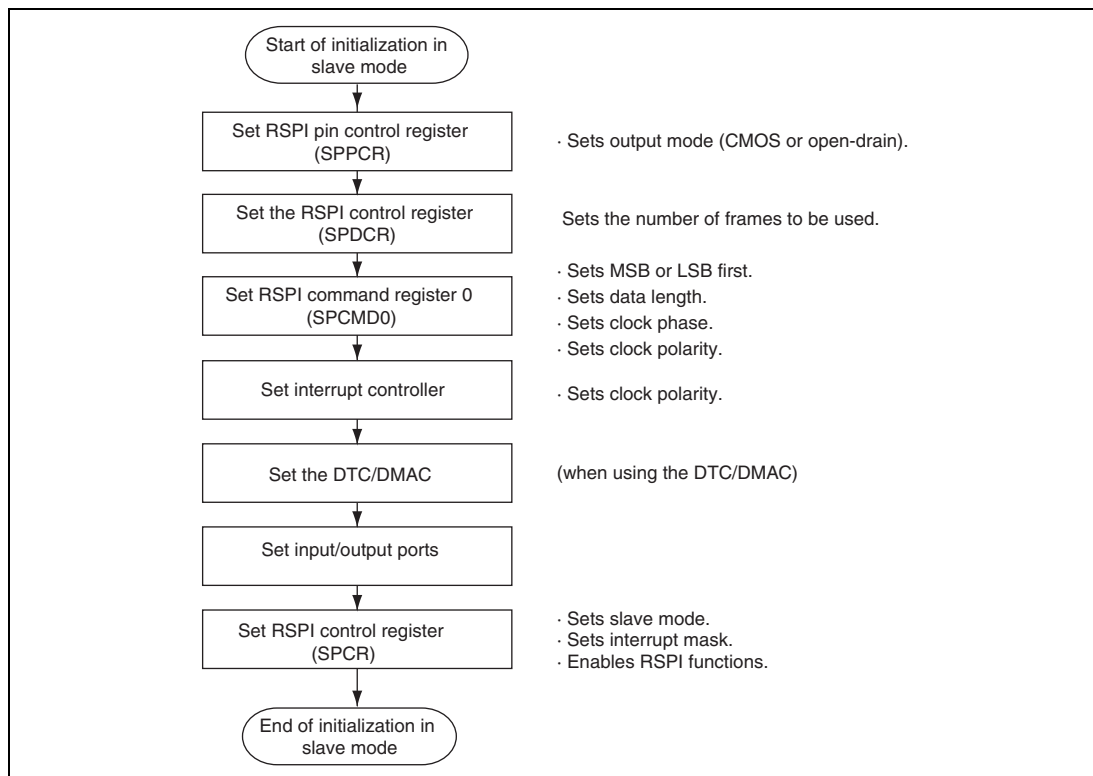 Start of initialization in
slave mode
Set RSPI pin control register
(SPPCR)
· Sets output mode (CMOS or open-drain).
Set the RSPI control register
(SPDCR)
Sets the number of frames to be used.
Set RSPI command register 0
(SPCMD0)
· Sets MSB or LSB first.
· Sets data length.
· Sets clock phase.
· Sets clock polarity.
Set interrupt controller
· Sets clock polarity.
Set the DTC/DMAC
(when using the DTC/DMAC)
Set input/output ports
Set RSPI control register
(SPCR)
· Sets slave mode.
· Sets interrupt mask.
· Enables RSPI functions.
End of initialization in
slave mode